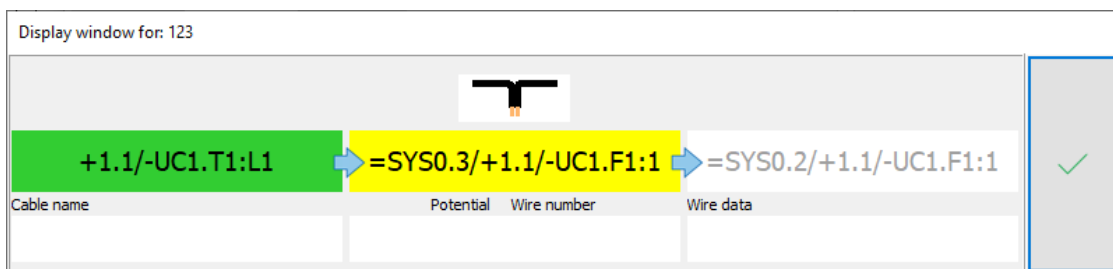 Display window for: 123
+1.1/-UC1.T1:L1 =SYS0.3/+1.1/-UC1.F1:1 =SYS0.2/+1.1/-UC1.F1:1
Cable name Potential Wire number Wire data